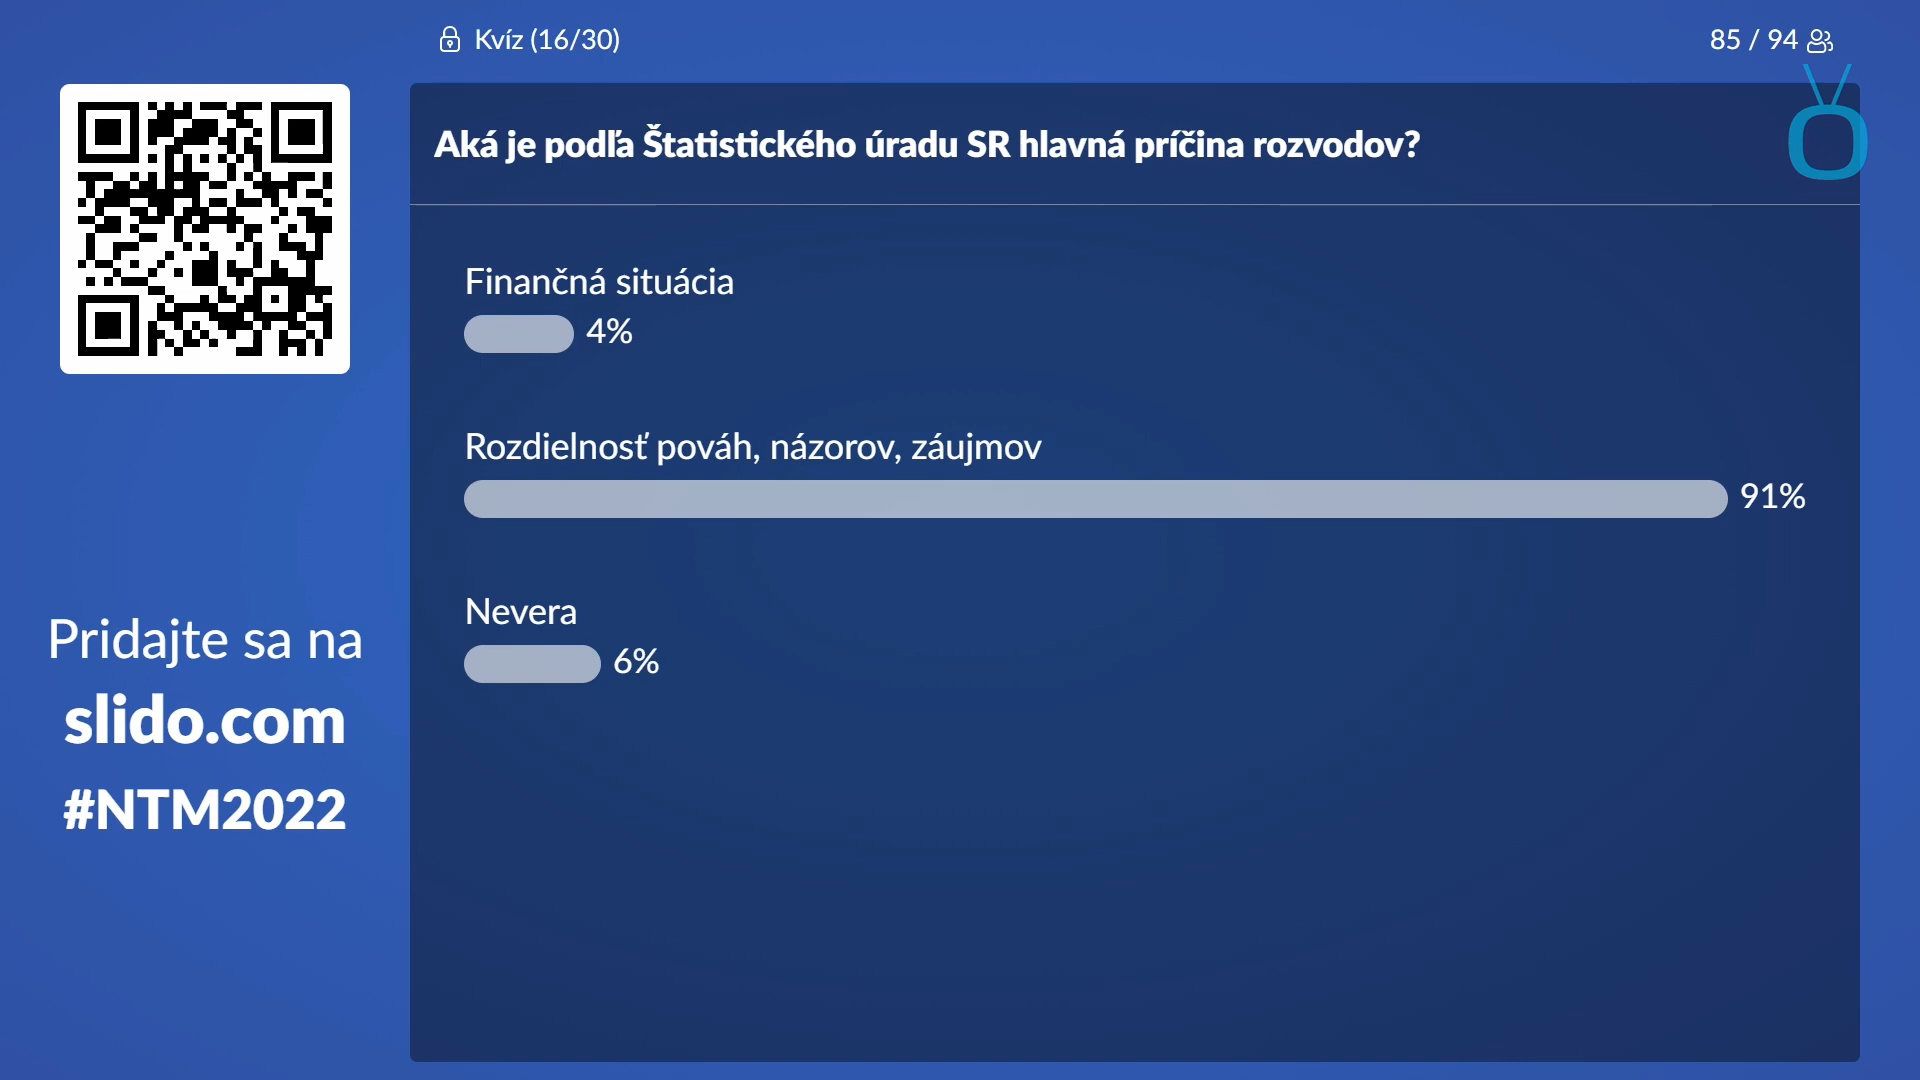 Kvíz (16/30)
85 / 94
Aká je podľa Štatistického úradu SR hlavná príčina rozvodov?
Finančná situácia
4%
Rozdielnosť pováh, názorov, záujmov
91%
Nevera
6%
Pridajte sa na
slido.com
#NTM2022